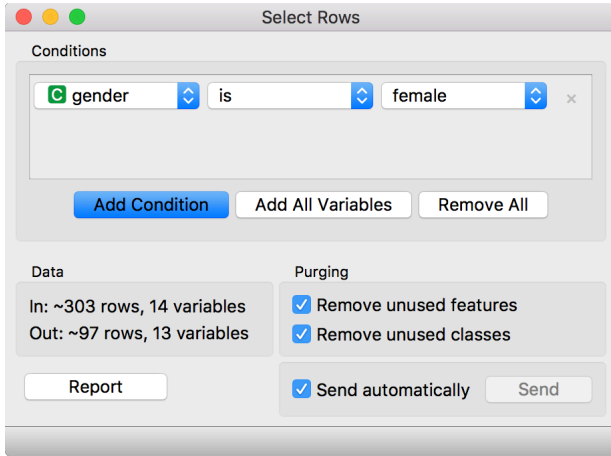 Select Rows
Conditions
C gender is female ×
Add Condition Add All Variables Remove All
Data Purging
In: ~303 rows, 14 variables Remove unused features
Out: ~97 rows, 13 variables Remove unused classes
Report Send automatically Send